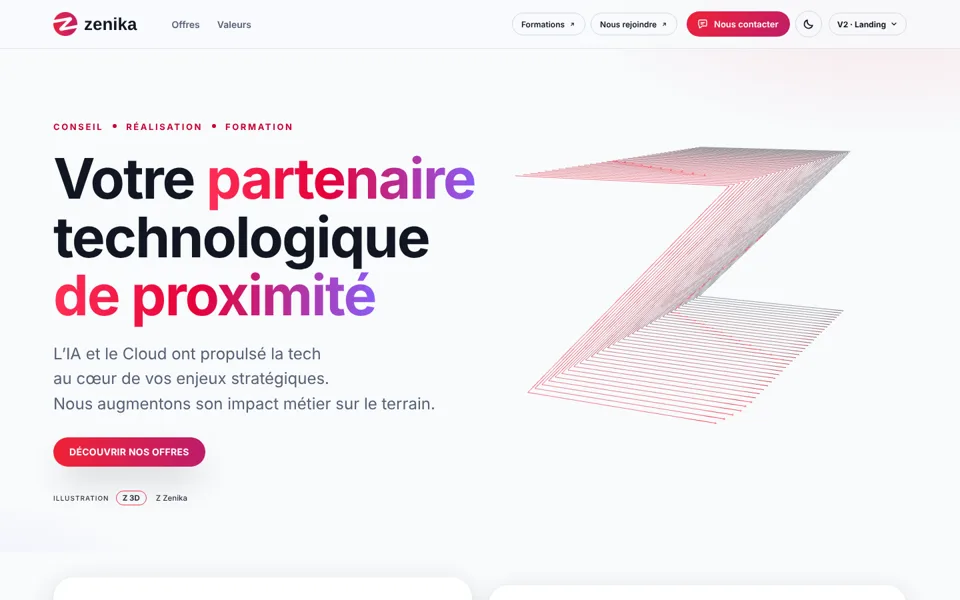 zenika
Offres
Valeurs
Formations ↗
Nous rejoindre ↗
Nous contacter
V2 · Landing
CONSEIL • RÉALISATION • FORMATION
Votre partenaire
technologique
de proximité
L’IA et le Cloud ont propulsé la tech
au cœur de vos enjeux stratégiques.
Nous augmentons son impact métier sur le terrain.
DÉCOUVRIR NOS OFFRES
ILLUSTRATION Z 3D Z Zenika